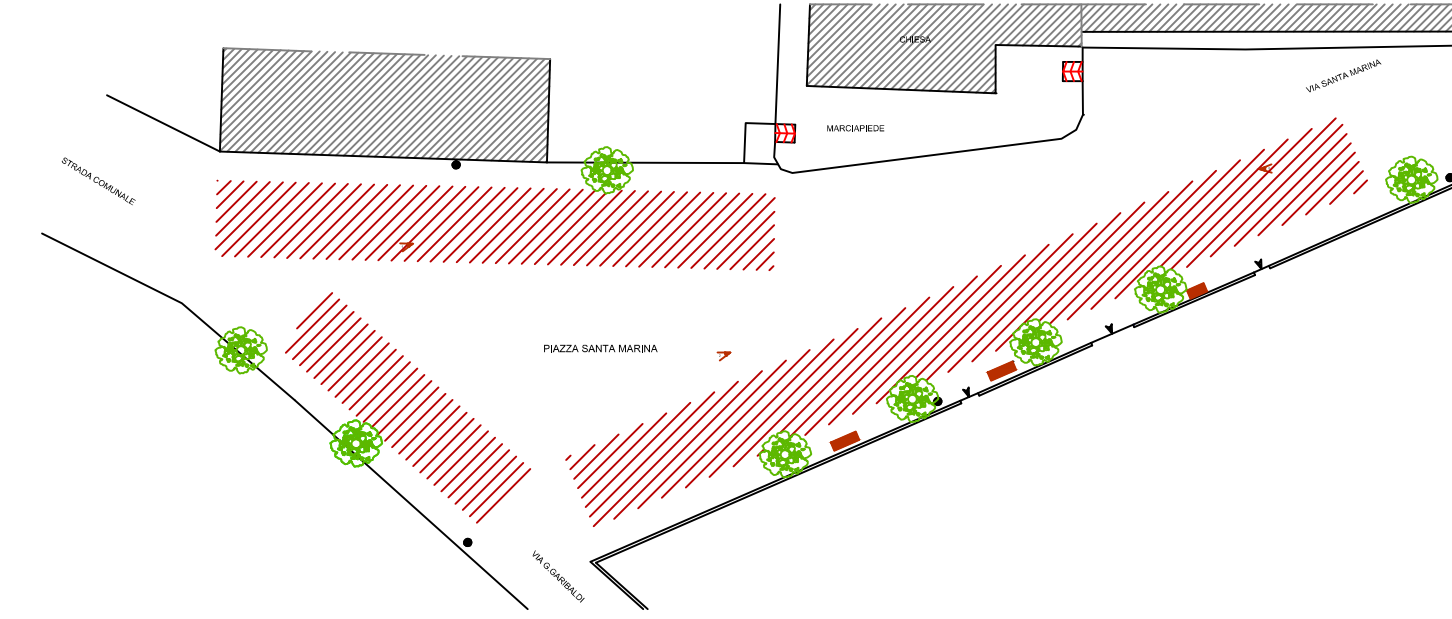 CHIESA
VIA SANTA MARINA
MARCIAPIEDE
STRADA COMUNALE
PIAZZA SANTA MARINA
VIA G.GARIBALDI